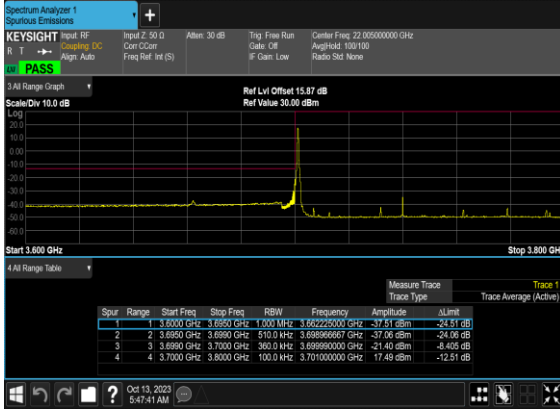 Spectrum Analyzer 1
Spurious Emissions
+
KEYSIGHT
R T
LXI PASS
Input: RF
Coupling: DC
Align: Auto
Input Z: 50 Ω
Corr CCorr
Freq Ref: Int (S)
Atten: 30 dB
Trig: Free Run
Gate: Off
IF Gain: Low
Center Freq: 22.005000000 GHz
Avg|Hold: 100/100
Radio Std: None
3 All Range Graph
Scale/Div 10.0 dB
Ref Lvl Offset 15.87 dB
Ref Value 30.00 dBm
Log
20.0
10.0
0.00
-10.0
-20.0
-30.0
-40.0
-50.0
-60.0
Start 3.600 GHz
Stop 3.800 GH
4 All Range Table
Measure Trace Trace 1
Trace Type Trace Average (Active)
Spur Range Start Freq Stop Freq RBW Frequency Amplitude ΔLimit
1 1 3.6000 GHz 3.6950 GHz 1.000 MHz 3.662225000 GHz -37.51 dBm -24.51 dB
2 2 3.6950 GHz 3.6990 GHz 510.0 kHz 3.698966667 GHz -37.06 dBm -24.06 dB
3 3 3.6990 GHz 3.7000 GHz 360.0 kHz 3.699990000 GHz -21.40 dBm -8.405 dB
4 4 3.7000 GHz 3.8000 GHz 100.0 kHz 3.701000000 GHz 17.49 dBm -12.51 dB
?
Oct 13, 2023
5:47:41 AM